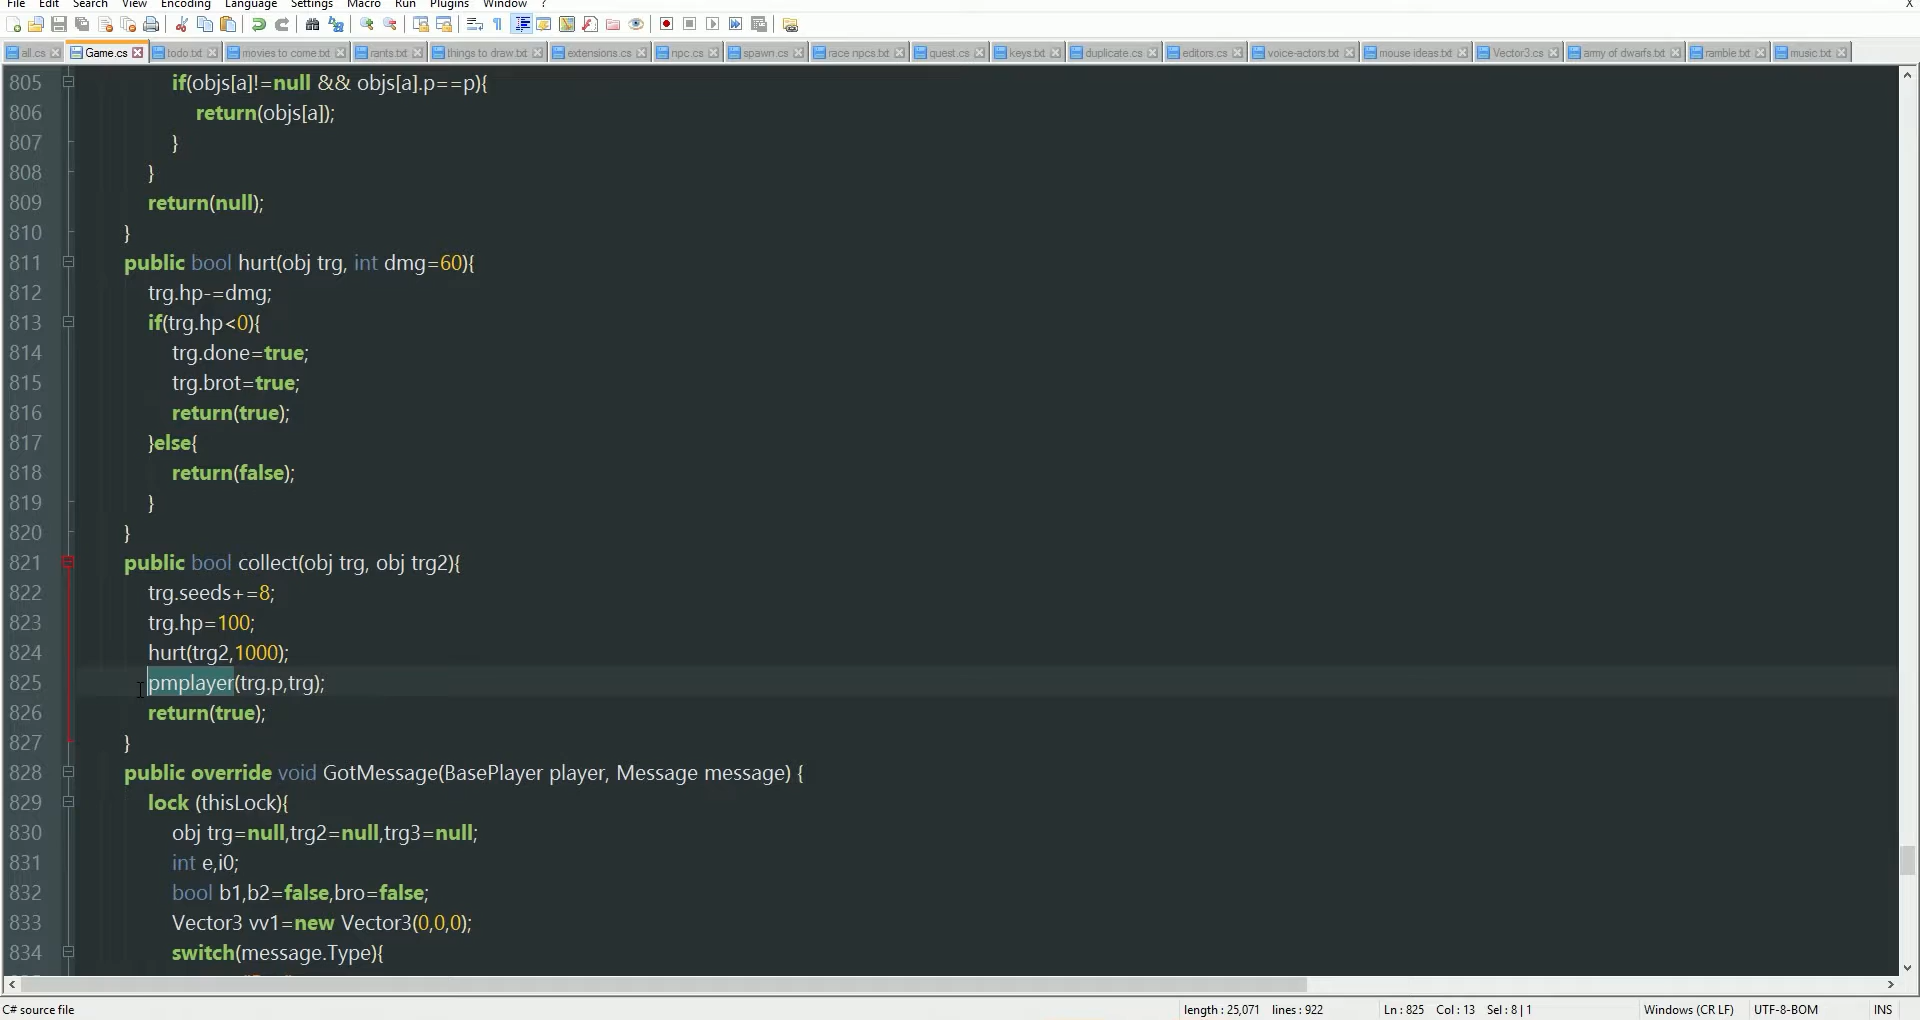 File Edit Search View Encoding Language Settings Macro Run Plugins Window ? X
all.cs Game.cs todo.txt movies to come.txt rants.txt things to draw.txt extensions.cs npc.cs spawn.cs race npcs.txt quest.cs keys.txt duplicate.cs editors.cs voice-actors.txt mouse ideas.txt Vector3.cs army of dwarfs.txt ramble.txt music.txt
805 if(objs[a]!=null && objs[a].p==p){
806 return(objs[a]);
807 }
808 }
809 return(null);
810 }
811 public bool hurt(obj trg, int dmg=60){
812 trg.hp-=dmg;
813 if(trg.hp<0){
814 trg.done=true;
815 trg.brot=true;
816 return(true);
817 }else{
818 return(false);
819 }
820 }
821 public bool collect(obj trg, obj trg2){
822 trg.seeds+=8;
823 trg.hp=100;
824 hurt(trg2,1000);
825 pmplayer(trg.p,trg);
826 return(true);
827 }
828 public override void GotMessage(BasePlayer player, Message message) {
829 lock (thisLock){
830 obj trg=null,trg2=null,trg3=null;
831 int e,i0;
832 bool b1,b2=false,bro=false;
833 Vector3 vv1=new Vector3(0,0,0);
834 switch(message.Type){
C# source file length : 25,071 lines : 922 Ln : 825 Col : 13 Sel : 8 | 1 Windows (CR LF) UTF-8-BOM INS